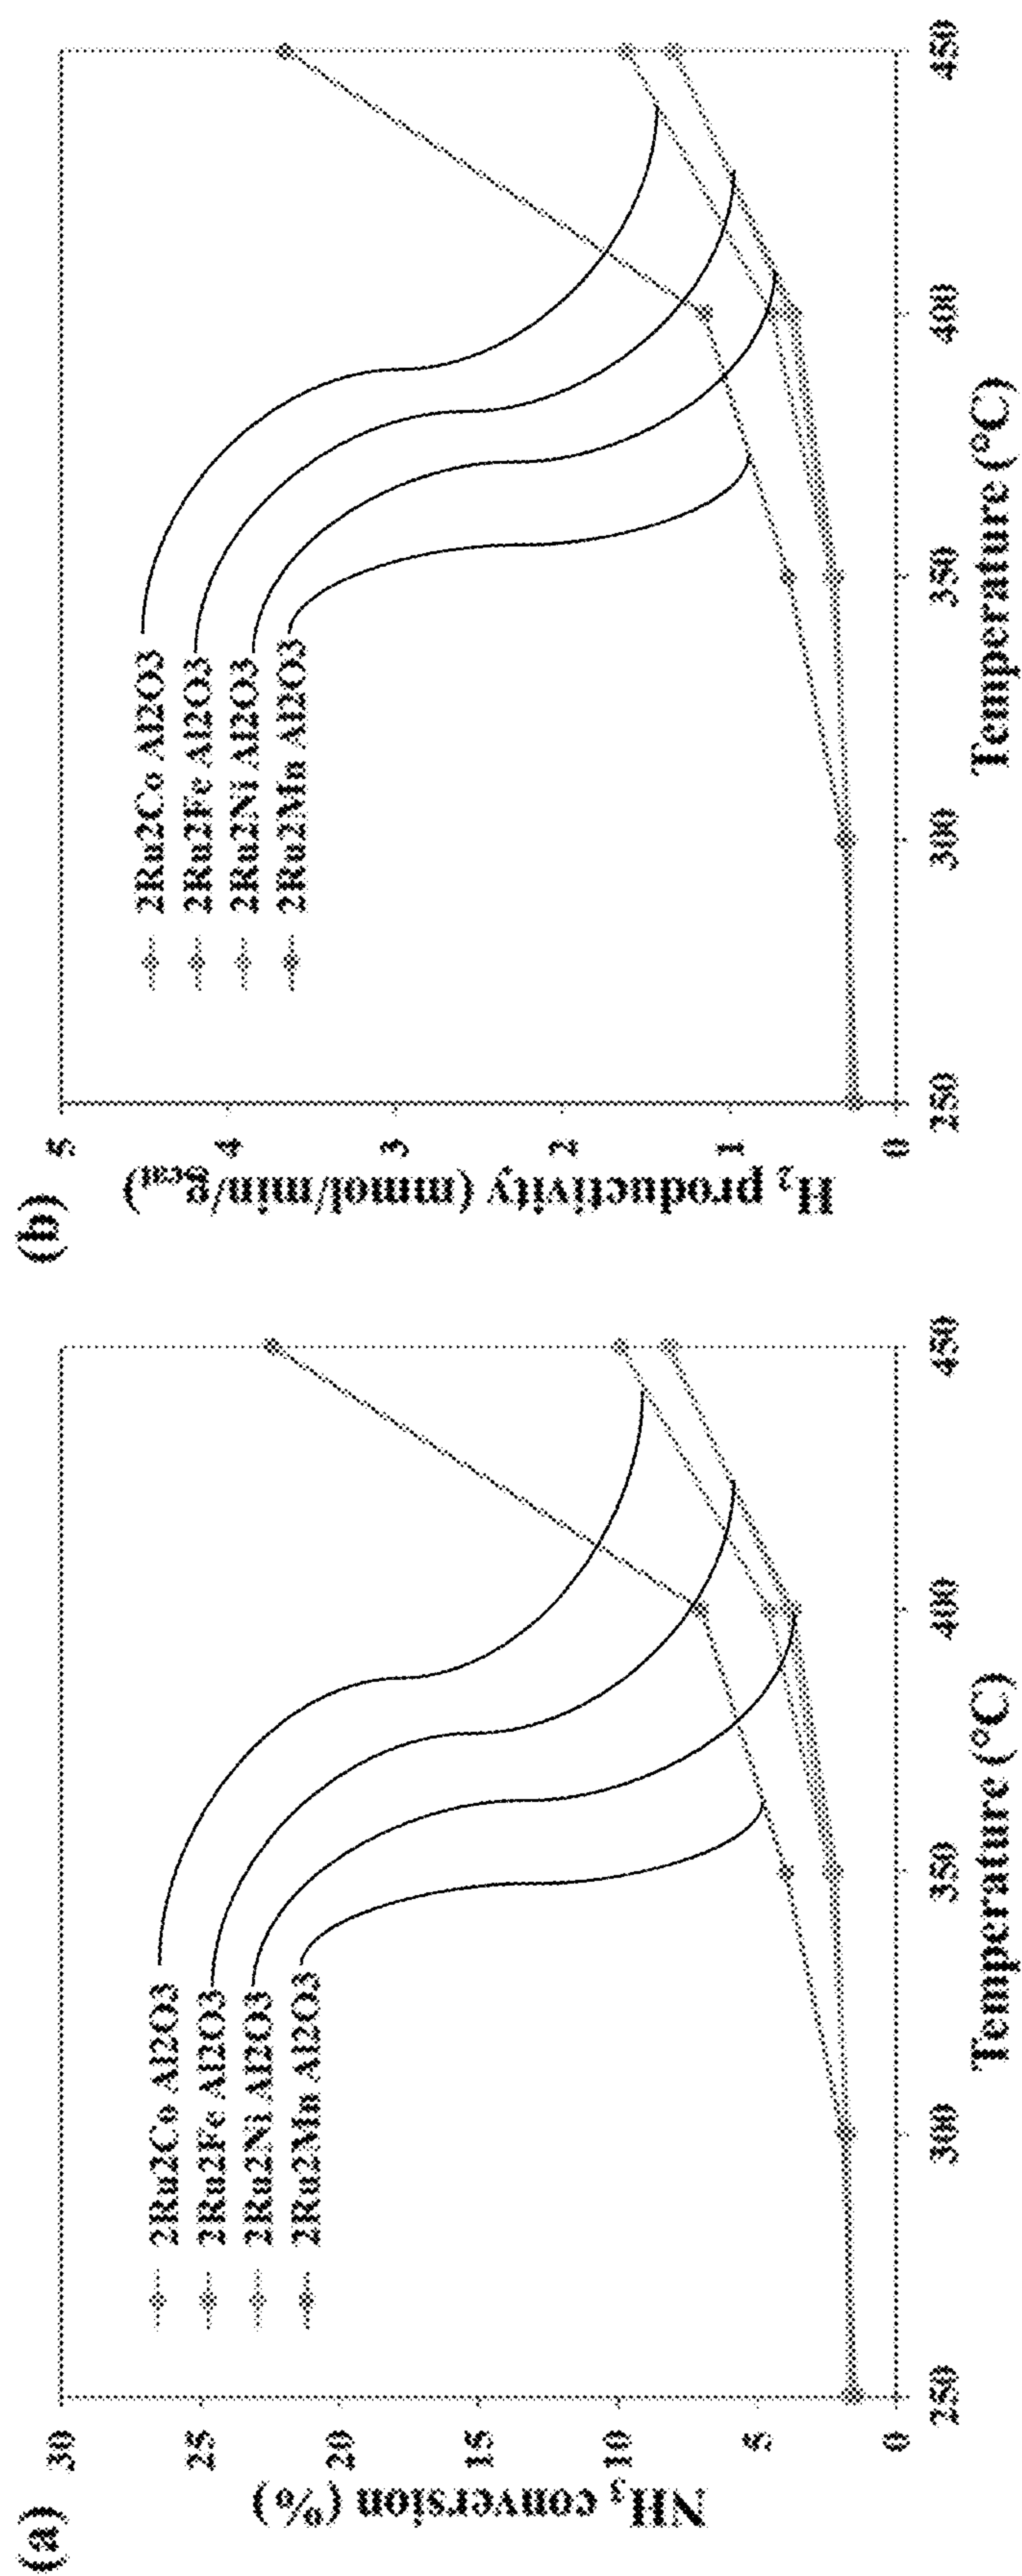 (a)
NH3 conversion (%)
30
25
20
15
10
5
0
2Ru2Co Al2O3
2Ru2Fe Al2O3
2Ru2Ni Al2O3
2Ru2Mn Al2O3
250
300
350
400
450
Temperature (°C)
(b)
H2 productivity (mmol/min/gcat)
5
4
3
2
1
0
2Ru2Co Al2O3
2Ru2Fe Al2O3
2Ru2Ni Al2O3
2Ru2Mn Al2O3
250
300
350
400
450
Temperature (°C)